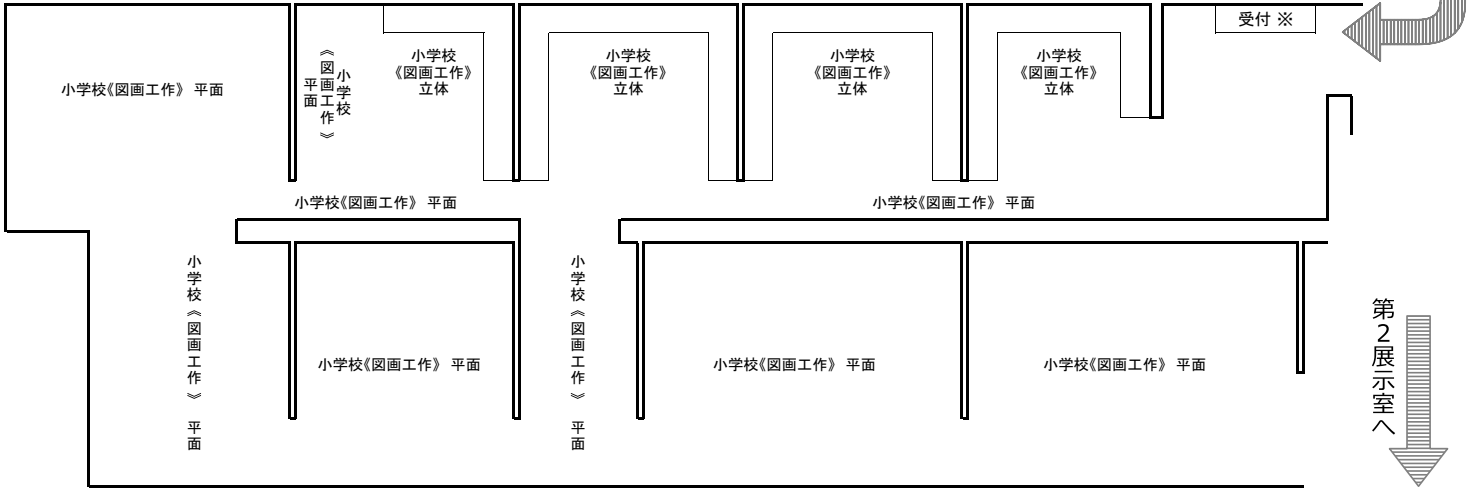 受付 ※
小学校《図画工作》 平面
小学校
《図画工作》
平面
小学校
《図画工作》
立体
小学校
《図画工作》
立体
小学校
《図画工作》
立体
小学校
《図画工作》
立体
小学校《図画工作》 平面
小学校《図画工作》 平面
小学校《図画工作》 平面
小学校《図画工作》 平面
小学校《図画工作》 平面
小学校《図画工作》 平面
小学校《図画工作》 平面
第２展示室へ